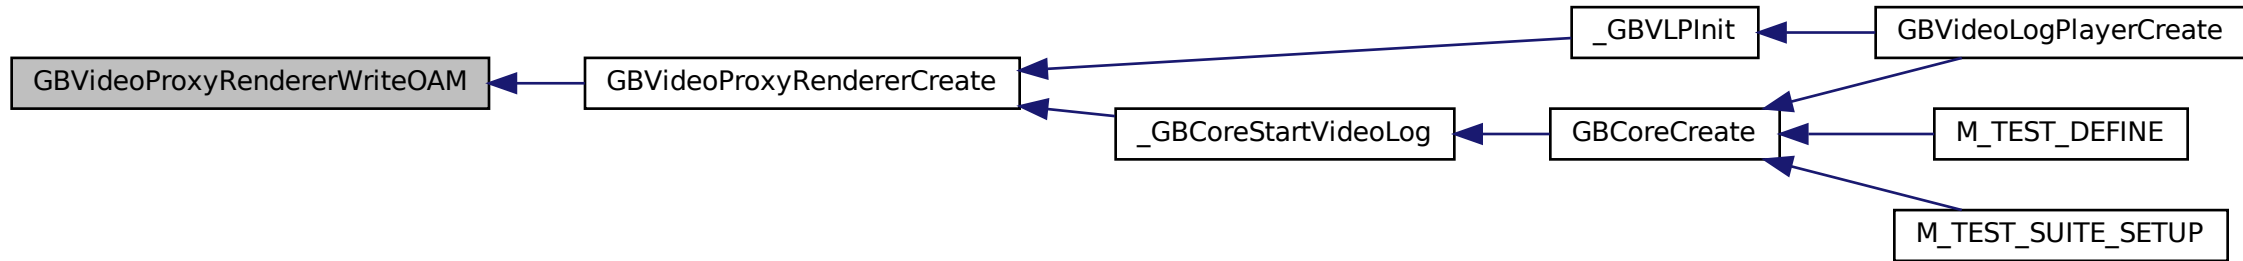 GBVideoProxyRendererWriteOAM
GBVideoProxyRendererCreate
_GBVLPInit
GBVideoLogPlayerCreate
_GBCoreStartVideoLog
GBCoreCreate
M_TEST_DEFINE
M_TEST_SUITE_SETUP